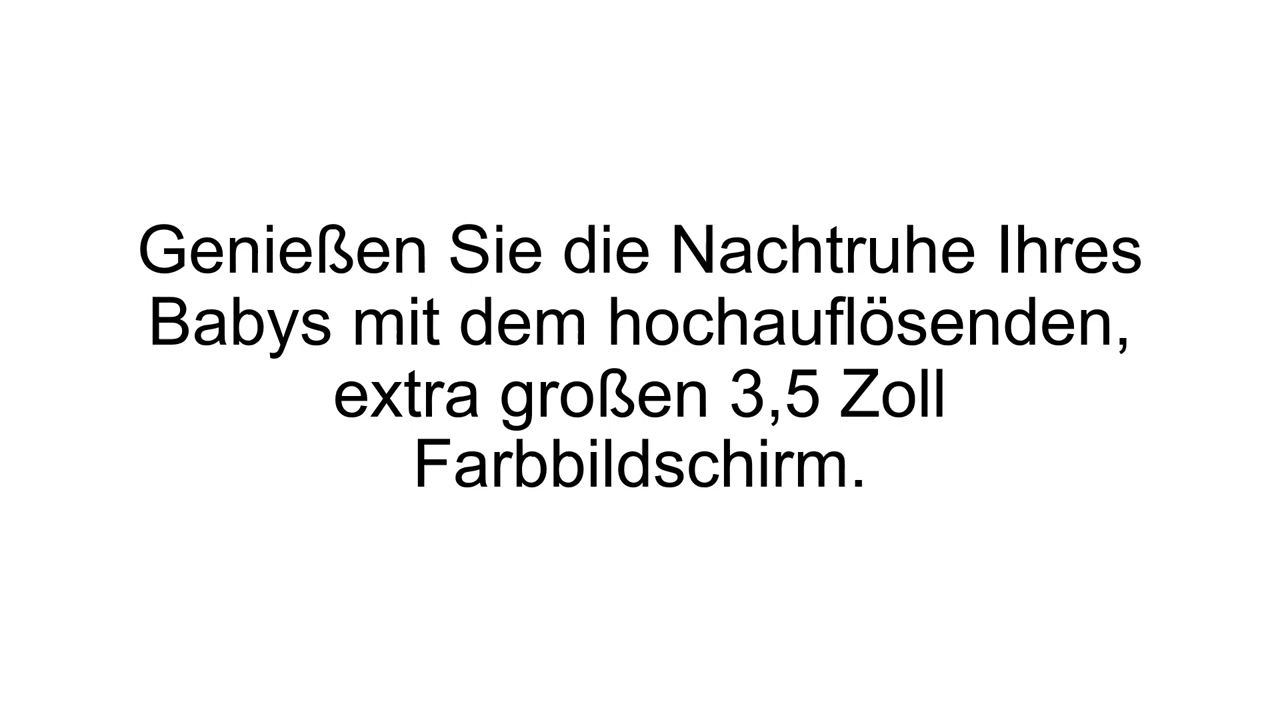 Genießen Sie die Nachtruhe Ihres
Babys mit dem hochauflösenden,
extra großen 3,5 Zoll
Farbbildschirm.